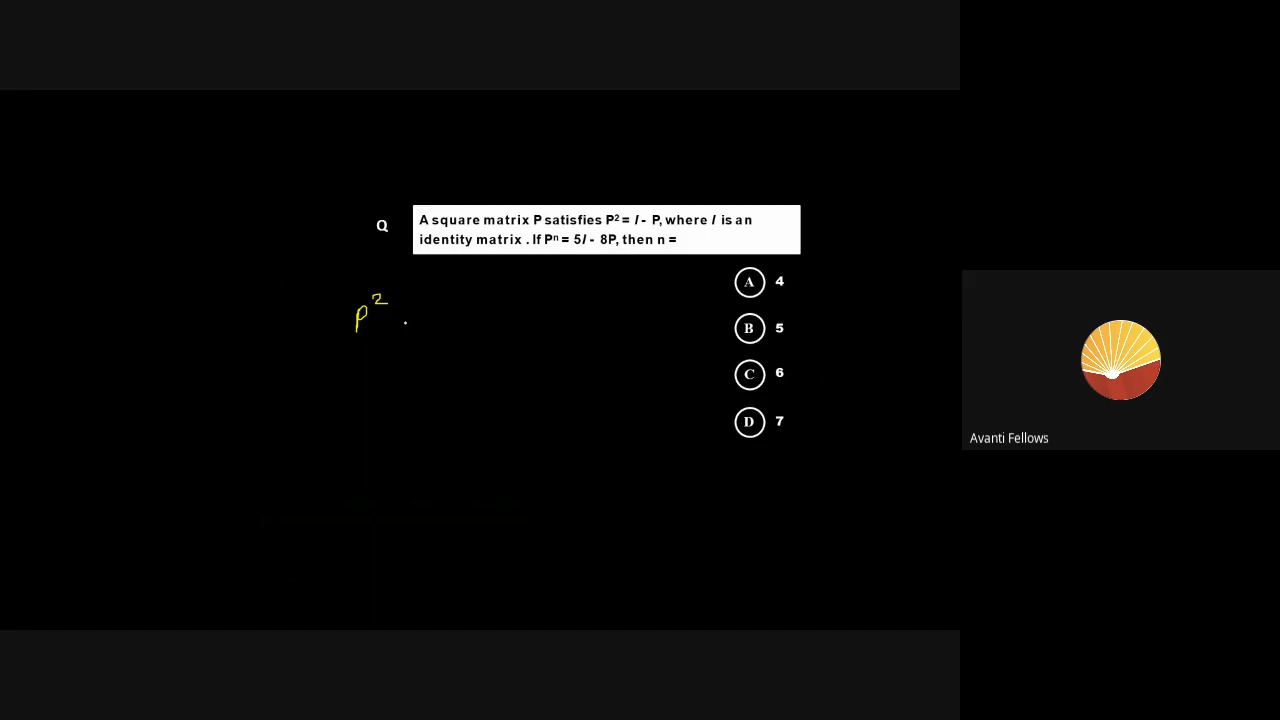 Q
A square matrix P satisfies P² = I - P, where I is an
identity matrix . If Pⁿ = 5I - 8P, then n =
A 4
P² .
B 5
C 6
D 7
Avanti Fellows